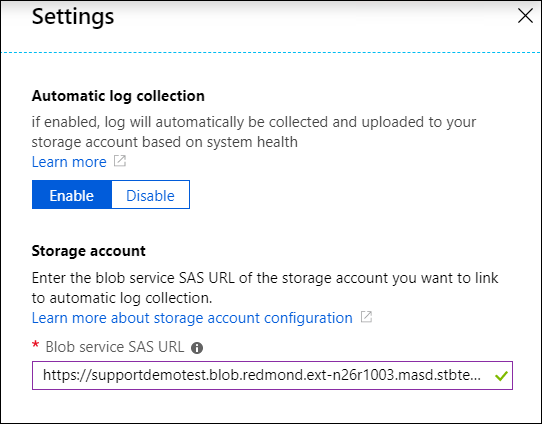 Settings
Automatic log collection
if enabled, log will automatically be collected and uploaded to your
storage account based on system health
Learn more
Enable Disable
Storage account
Enter the blob service SAS URL of the storage account you want to link
to automatic log collection.
Learn more about storage account configuration
* Blob service SAS URL
https://supportdemotest.blob.redmond.ext-n26r1003.masd.stbte...